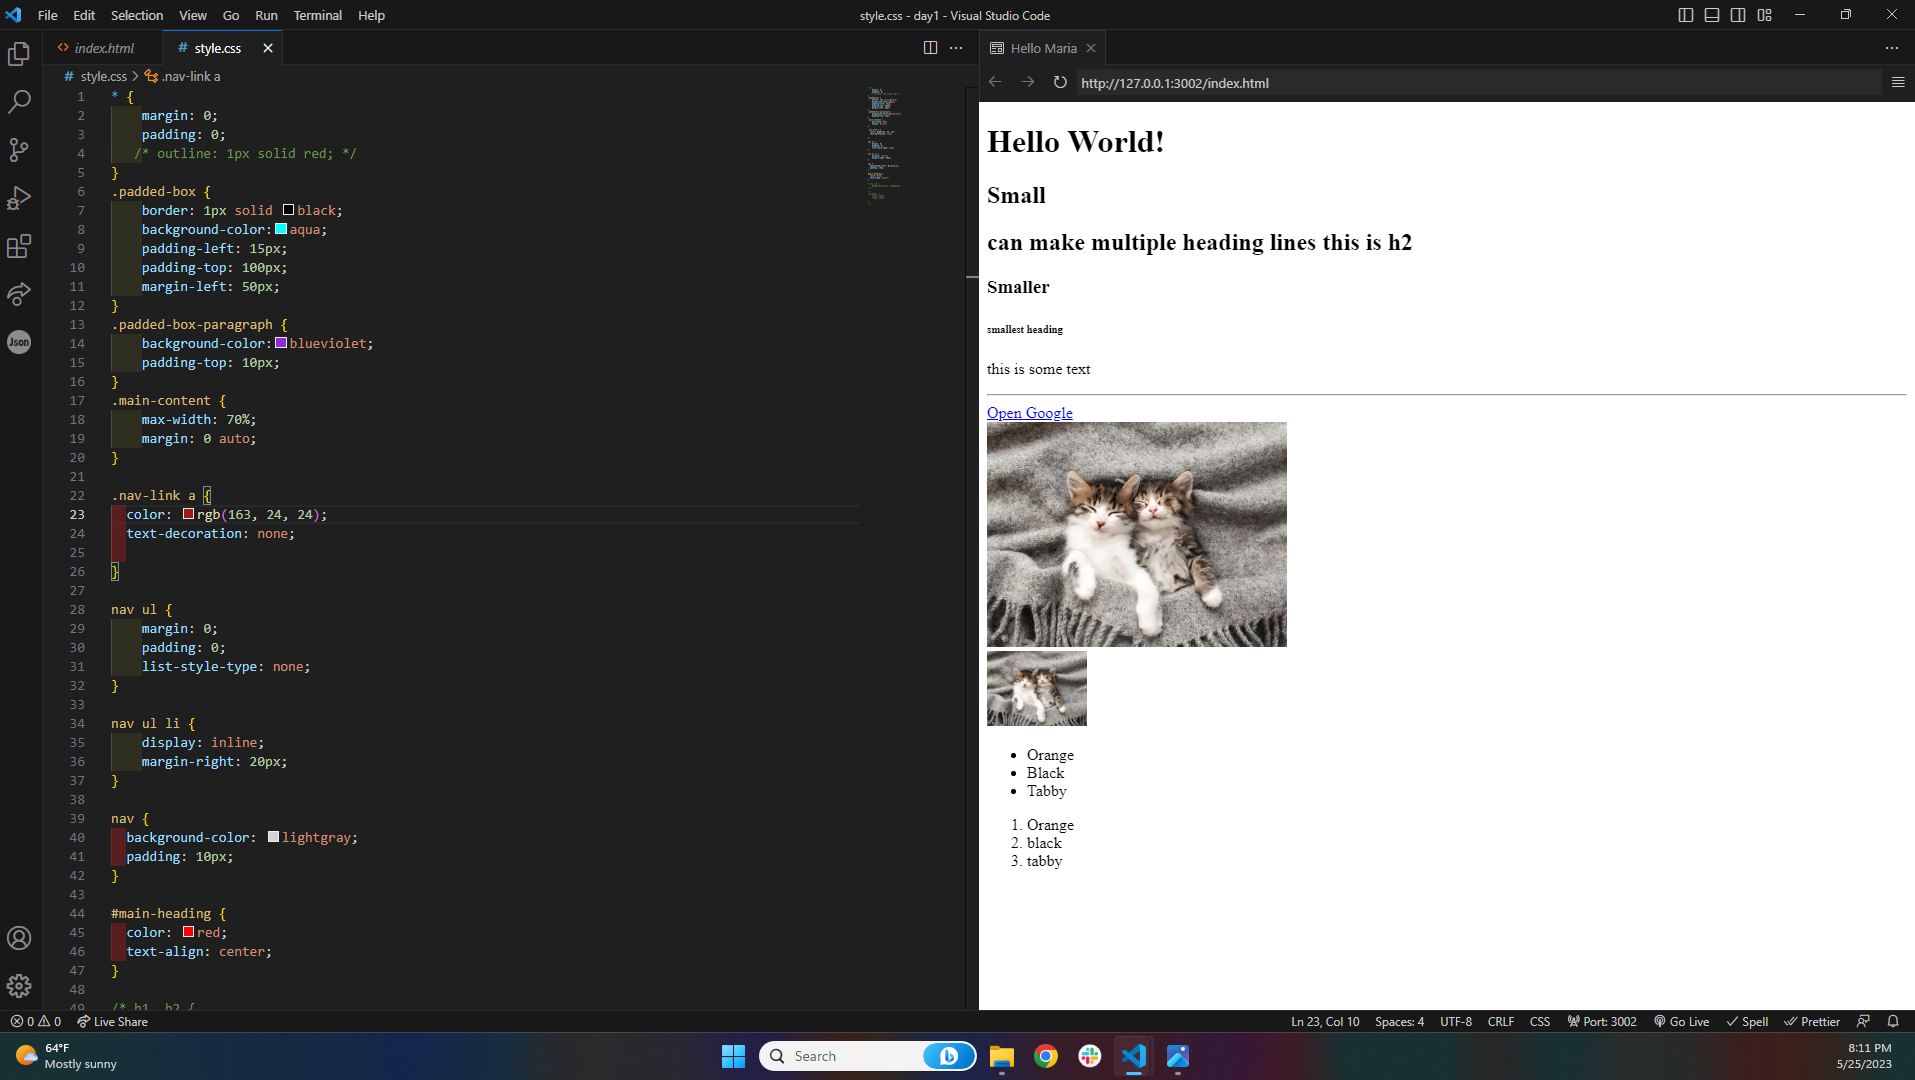 File Edit Selection View Go Run Terminal Help
style.css - day1 - Visual Studio Code
index.html
# style.css
# style.css > .nav-link a
1 * {
2 margin: 0;
3 padding: 0;
4 /* outline: 1px solid red; */
5 }
6 .padded-box {
7 border: 1px solid black;
8 background-color: aqua;
9 padding-left: 15px;
10 padding-top: 100px;
11 margin-left: 50px;
12 }
13 .padded-box-paragraph {
14 background-color: blueviolet;
15 padding-top: 10px;
16 }
17 .main-content {
18 max-width: 70%;
19 margin: 0 auto;
20 }
21
22 .nav-link a {
23 color: rgb(163, 24, 24);
24 text-decoration: none;
25
26 }
27
28 nav ul {
29 margin: 0;
30 padding: 0;
31 list-style-type: none;
32 }
33
34 nav ul li {
35 display: inline;
36 margin-right: 20px;
37 }
38
39 nav {
40 background-color: lightgray;
41 padding: 10px;
42 }
43
44 #main-heading {
45 color: red;
46 text-align: center;
47 }
48
49 /* h1, h2 {
Json
Hello Maria
http://127.0.0.1:3002/index.html
Hello World!
Small
can make multiple heading lines this is h2
Smaller
smallest heading
this is some text
Open Google
• Orange
• Black
• Tabby
1. Orange
2. black
3. tabby
0 0 Live Share
Ln 23, Col 10 Spaces: 4 UTF-8 CRLF CSS Port: 3002 Go Live Spell Prettier
64°F
Mostly sunny
Search
8:11 PM
5/25/2023